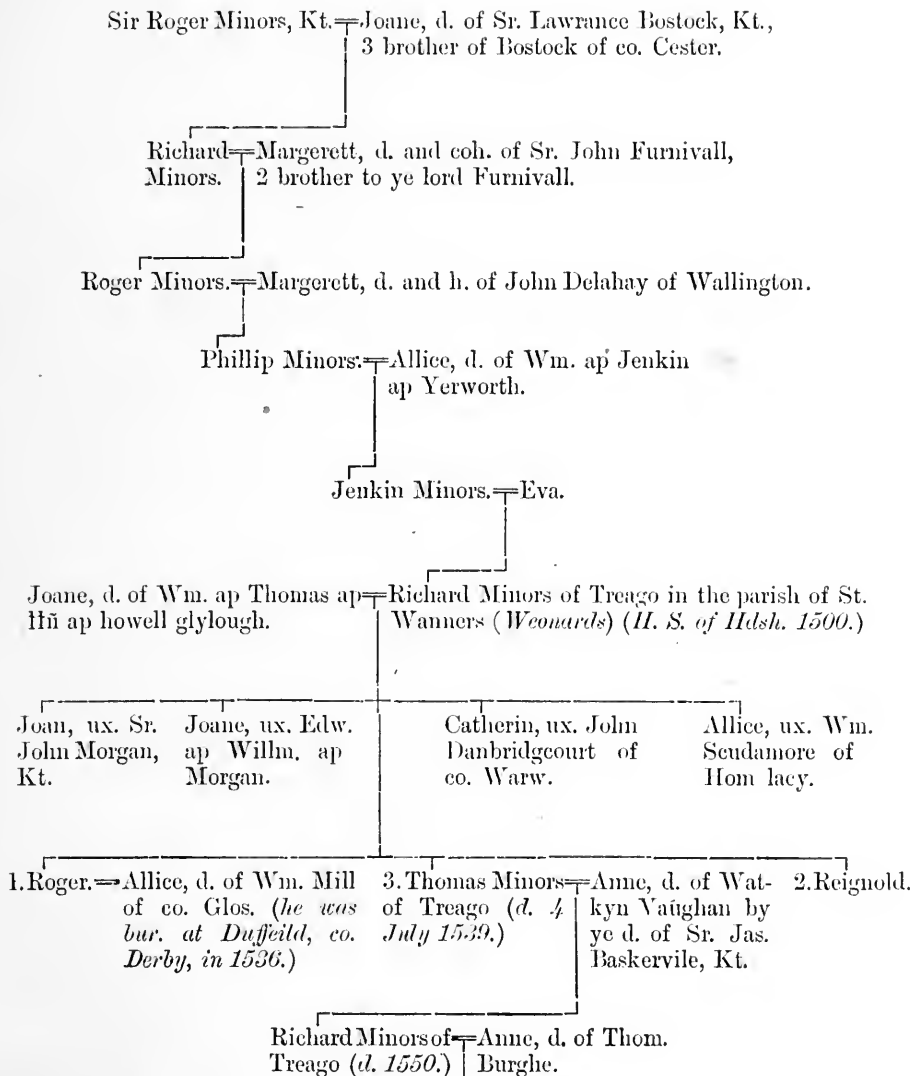 Sir Roger Minors, Kt. Joane, d. of Sr. Lawrance Bostock, Kt.,
3 brother of Bostock of co. Cester.
Richard Margerett, d. and coh. of Sr. John Furnivall,
Minors. 2 brother to ye lord Furnivall.
Roger Minors. Margerett, d. and h. of John Delahay of Wallington.
Phillip Minors. Allice, d. of Wm. ap Jenkin
ap Yerworth.
Jenkin Minors. Eva.
Joane, d. of Wm. ap Thomas ap
ap howell glylough.
Richard Minors of Treago in the parish of St.
Wanners (Weonards) (H. S. of Hdsh. 1500.)
Joan, ux. Sr.
John Morgan,
Kt.
Joane, ux. Edw.
ap Willm. ap
Morgan.
Catherin, ux. John
Danbridgcourt of
co. Warw.
Allice, ux. Wm.
Scudamore of
Hom lacy.
1. Roger. Allice, d. of Wm. Mill
of co. Glos. (he was
bur. at Duffeild, co.
Derby, in 1536.)
3. Thomas Minors
of Treago (d. 4
July 1539.)
Anne, d. of Wat-
kyn Vaughan by
ye d. of Sr. Jas.
Baskervile, Kt.
2. Reignold.
Richard Minors of
Treago (d. 1550.)
Anne, d. of Thom.
Burghe.